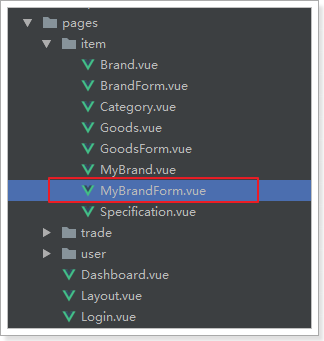 pages
item
Brand.vue
BrandForm.vue
Category.vue
Goods.vue
GoodsForm.vue
MyBrand.vue
MyBrandForm.vue
Specification.vue
trade
user
Dashboard.vue
Layout.vue
Login.vue